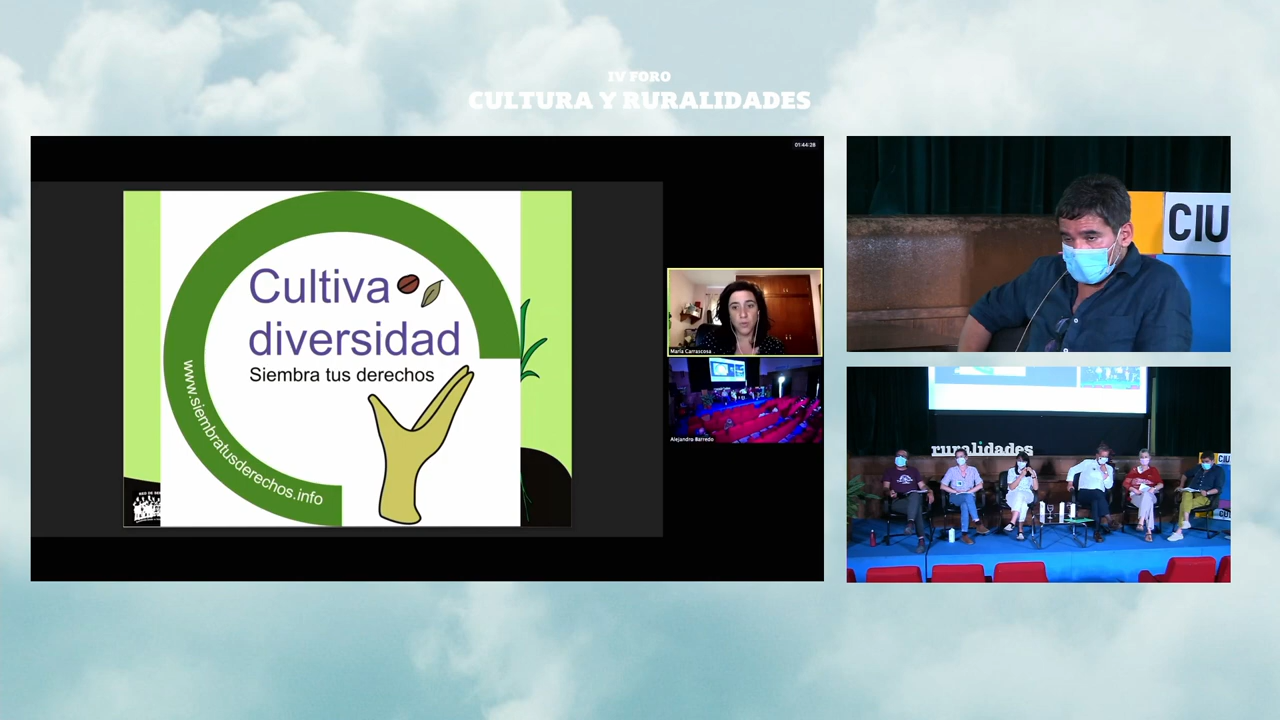 IV FORO
CULTURA Y RURALIDADES
01:44:28
Cultiva
diversidad
Siembra tus derechos
www.siembratusderechos.info
María Carrascosa
Alejandra Barredo
CIU
ruralidades
CIU